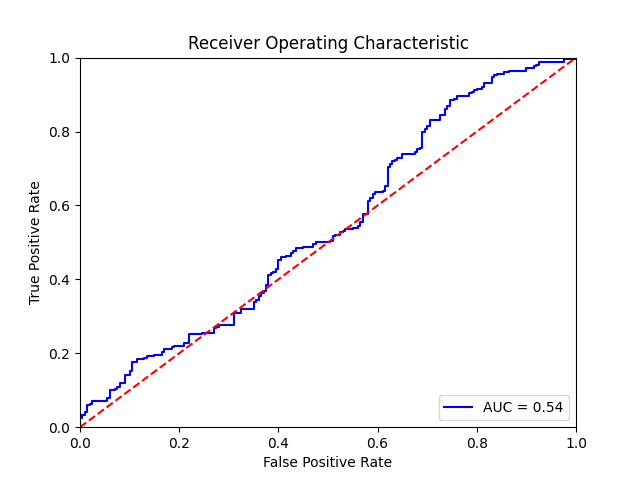 Receiver Operating Characteristic
1.0
0.8
0.6
0.4
0.2
0.0
True Positive Rate
AUC = 0.54
0.0 0.2 0.4 0.6 0.8 1.0
False Positive Rate